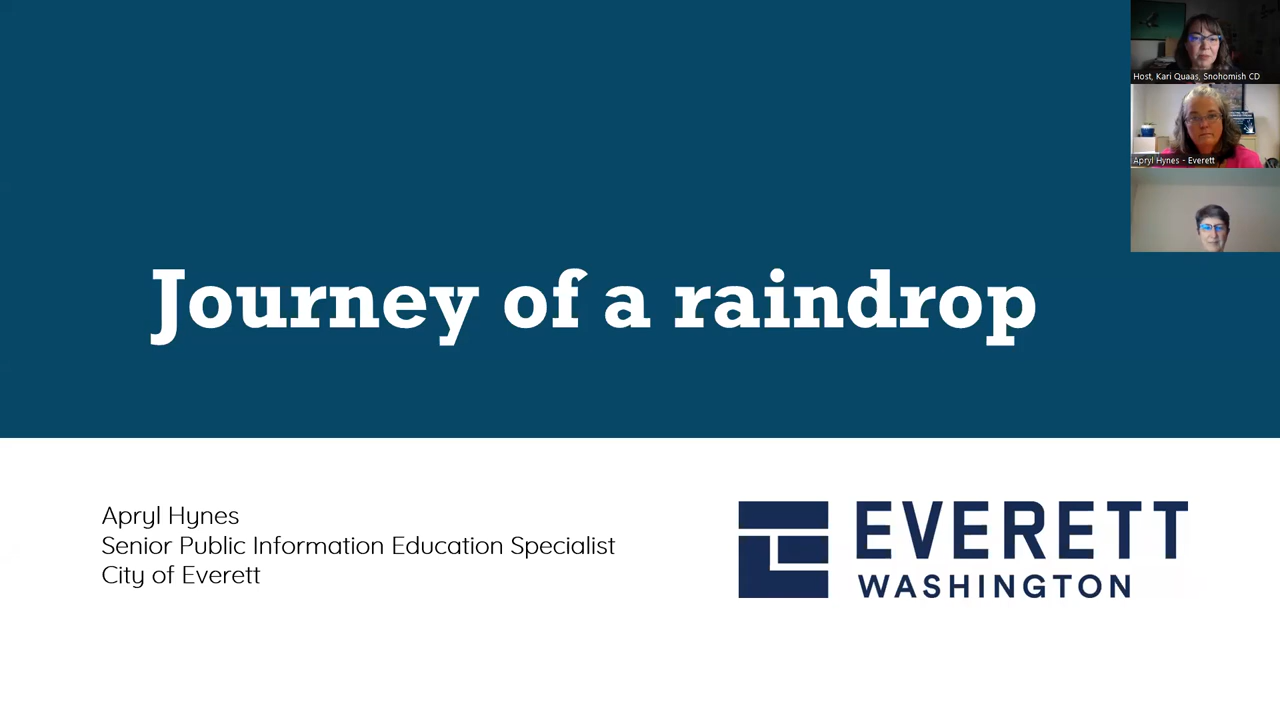 Journey of a raindrop
Apryl Hynes
Senior Public Information Education Specialist
City of Everett
EVERETT
WASHINGTON
Host, Kari Quaas, Snohomish CD
Apryl Hynes - Everett